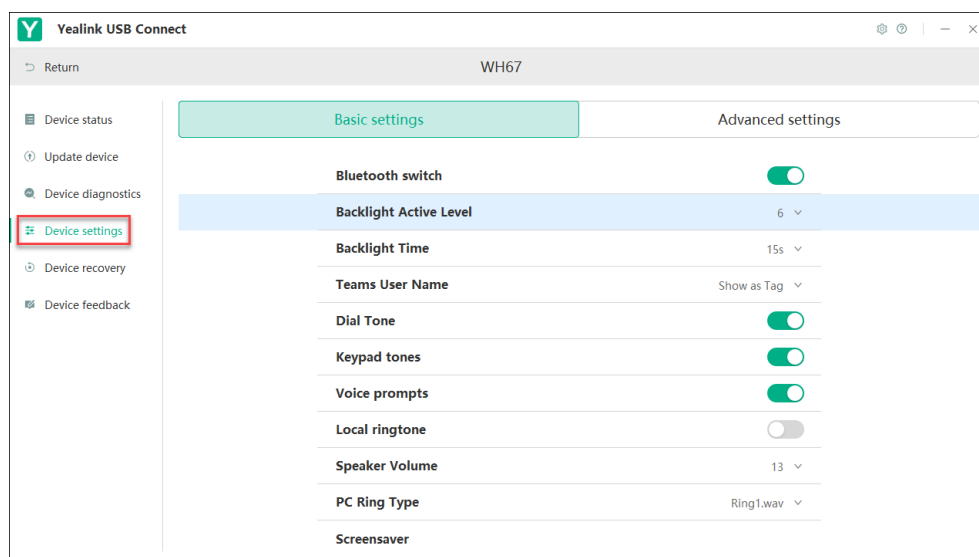 Y Yealink USB Connect
Return WH67
Device status
Update device
Device diagnostics
Device settings
Device recovery
Device feedback
Basic settings Advanced settings
Bluetooth switch
Backlight Active Level 6
Backlight Time 15s
Teams User Name Show as Tag
Dial Tone
Keypad tones
Voice prompts
Local ringtone
Speaker Volume 13
PC Ring Type Ring1.wav
Screensaver